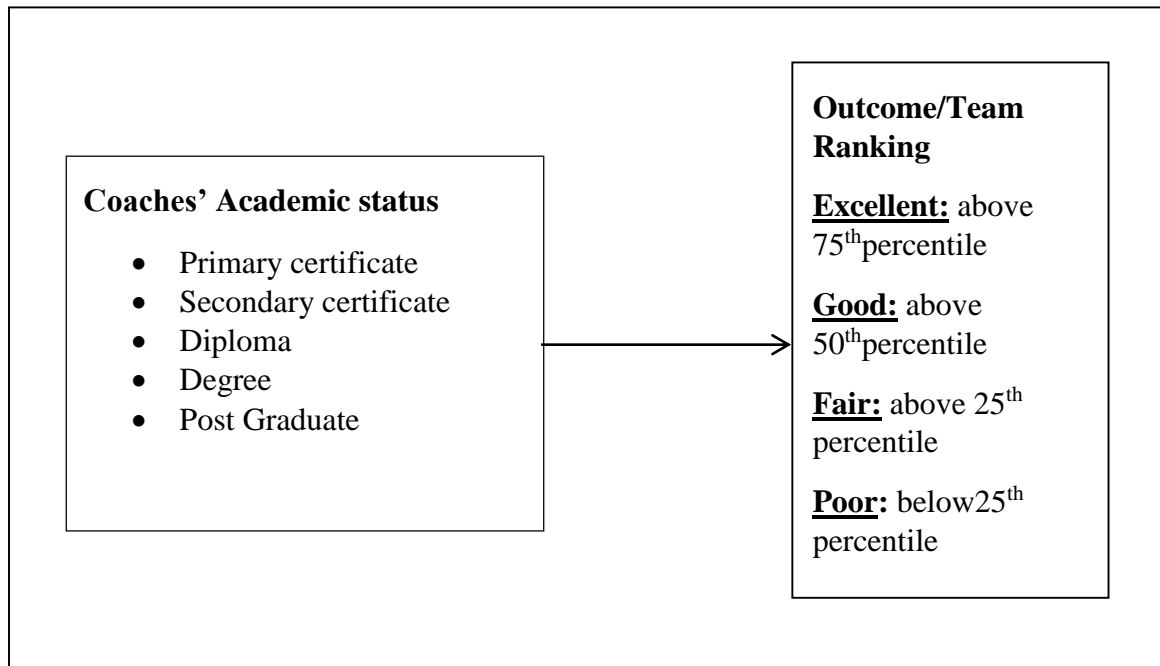 Coaches’ Academic status
• Primary certificate
• Secondary certificate
• Diploma
• Degree
• Post Graduate
Outcome/Team
Ranking
Excellent: above
75thpercentile
Good: above
50thpercentile
Fair: above 25th
percentile
Poor: below25th
percentile